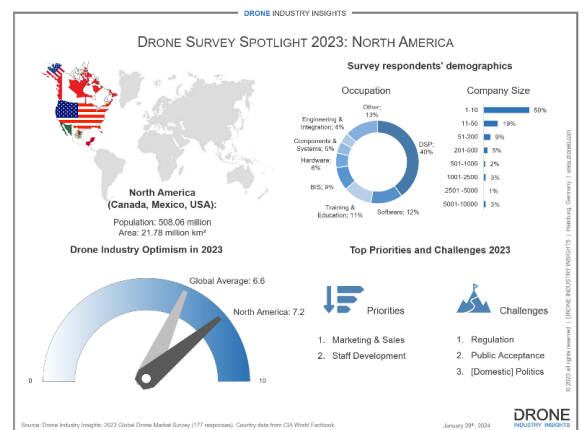 DRONE INDUSTRY INSIGHTS
DRONE SURVEY SPOTLIGHT 2023: NORTH AMERICA
North America
(Canada, Mexico, USA):
Population: 508.06 million
Area: 21.78 million km²
Survey respondents' demographics
Occupation
Other;
13%
Engineering &
Integration; 4%
Components &
Systems; 5%
Hardware;
6%
BIS; 9%
Training &
Education; 11%
Software; 12%
DSP;
40%
Company Size
1-10 50%
11-50 19%
51-200 9%
201-500 5%
501-1000 2%
1001-2500 3%
2501-5000 1%
5001-10000 3%
Drone Industry Optimism in 2023
Global Average: 6.6
North America: 7.2
0
10
Top Priorities and Challenges 2023
Priorities
1. Marketing & Sales
2. Staff Development
Challenges
1. Regulation
2. Public Acceptance
3. [Domestic] Politics
© 2023 all rights reserved | DRONE INDUSTRY INSIGHTS | Hamburg, Germany | www.droneii.com
Source: Drone Industry Insights: 2023 Global Drone Market Survey (177 responses). Country data from CIA World Factbook.
January 29th, 2024
DRONE
INDUSTRY INSIGHTS